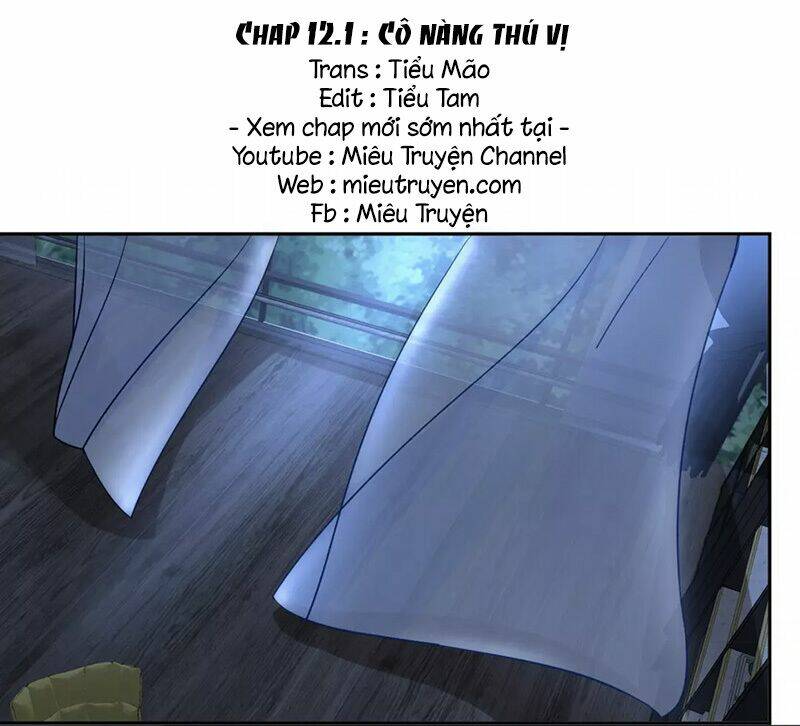 Chap 12.1 : Cô nàng thú vị
Trans : Tiểu Mão
Edit : Tiểu Tam
- Xem chap mới sớm nhất tại -
Youtube : Miêu Truyện Channel
Web : mieutruyen.com
Fb : Miêu Truyện